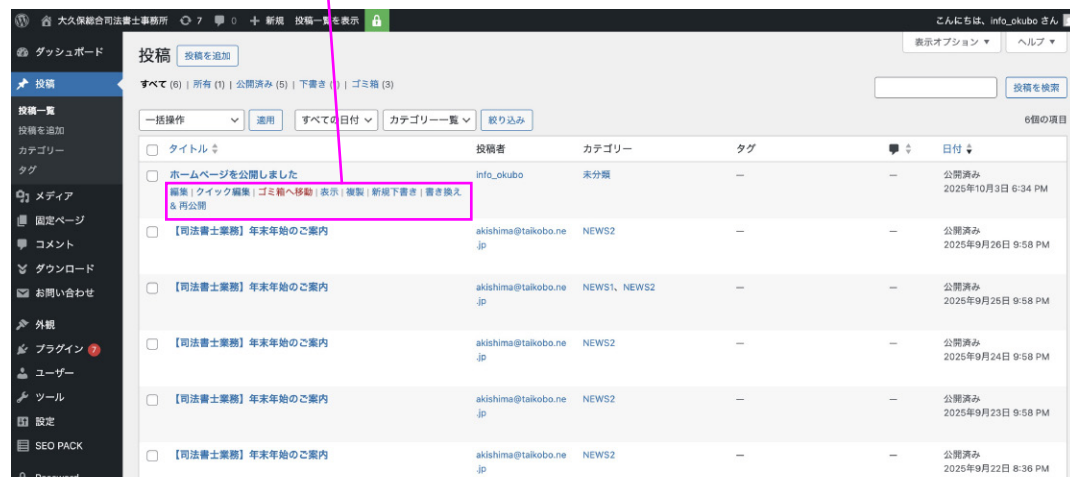 大久保総合司法書士事務所 7 0 + 新規 投稿一覧を表示 こんにちは、info_okubo さん
ダッシュボード
投稿
投稿一覧
投稿を追加
カテゴリー
タグ
メディア
固定ページ
コメント
ダウンロード
お問い合わせ
外観
プラグイン 7
ユーザー
ツール
設定
SEO PACK
表示オプション ▼ ヘルプ ▼
投稿 投稿を追加
すべて (6) | 所有 (1) | 公開済み (5) | 下書き | ゴミ箱 (3)
投稿を検索
一括操作 適用 すべての日付 カテゴリー一覧 絞り込み 6個の項目
タイトル 投稿者 カテゴリー タグ 日付
ホームページを公開しました info_okubo 未分類 — — 公開済み
2025年10月3日 6:34 PM
編集 | クイック編集 | ゴミ箱へ移動 | 表示 | 複製 | 新規下書き | 書き換え
& 再公開
【司法書士業務】年末年始のご案内 akishima@taikobo.ne NEWS2 — — 公開済み
.jp 2025年9月26日 9:58 PM
【司法書士業務】年末年始のご案内 akishima@taikobo.ne NEWS1、NEWS2 — — 公開済み
.jp 2025年9月25日 9:58 PM
【司法書士業務】年末年始のご案内 akishima@taikobo.ne NEWS2 — — 公開済み
.jp 2025年9月24日 9:58 PM
【司法書士業務】年末年始のご案内 akishima@taikobo.ne NEWS2 — — 公開済み
.jp 2025年9月23日 9:58 PM
【司法書士業務】年末年始のご案内 akishima@taikobo.ne NEWS2 — — 公開済み
.jp 2025年9月22日 8:36 PM